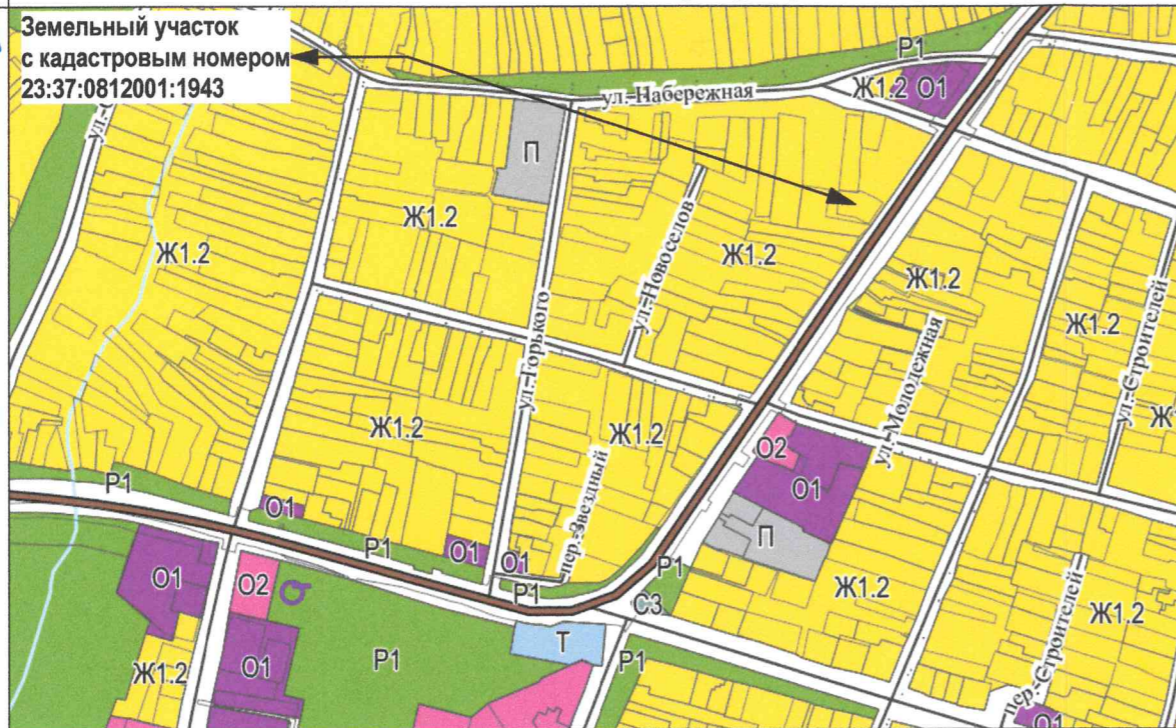 Земельный участок
с кадастровым номером
23:37:0812001:1943
ул.
Р1
ул. Набережная
Ж1.2
О1
П
Ж1.2
Ж1.2
Ж1.2
ул. Новоселов
Ж1.2
ул. Горького
Ж1.2
ул. Строителей
ул. Молодежная
Ж
Ж1.2
Ж1.2
О2
Р1
О1
О1
пер. Звездный
П
Р1
О1
О1
Р1
О1
О2
Р1
С3
Ж1.2
Ж1.2
Т
Р1
Р1
Ж1.2
О1
пер. Строителей
О1